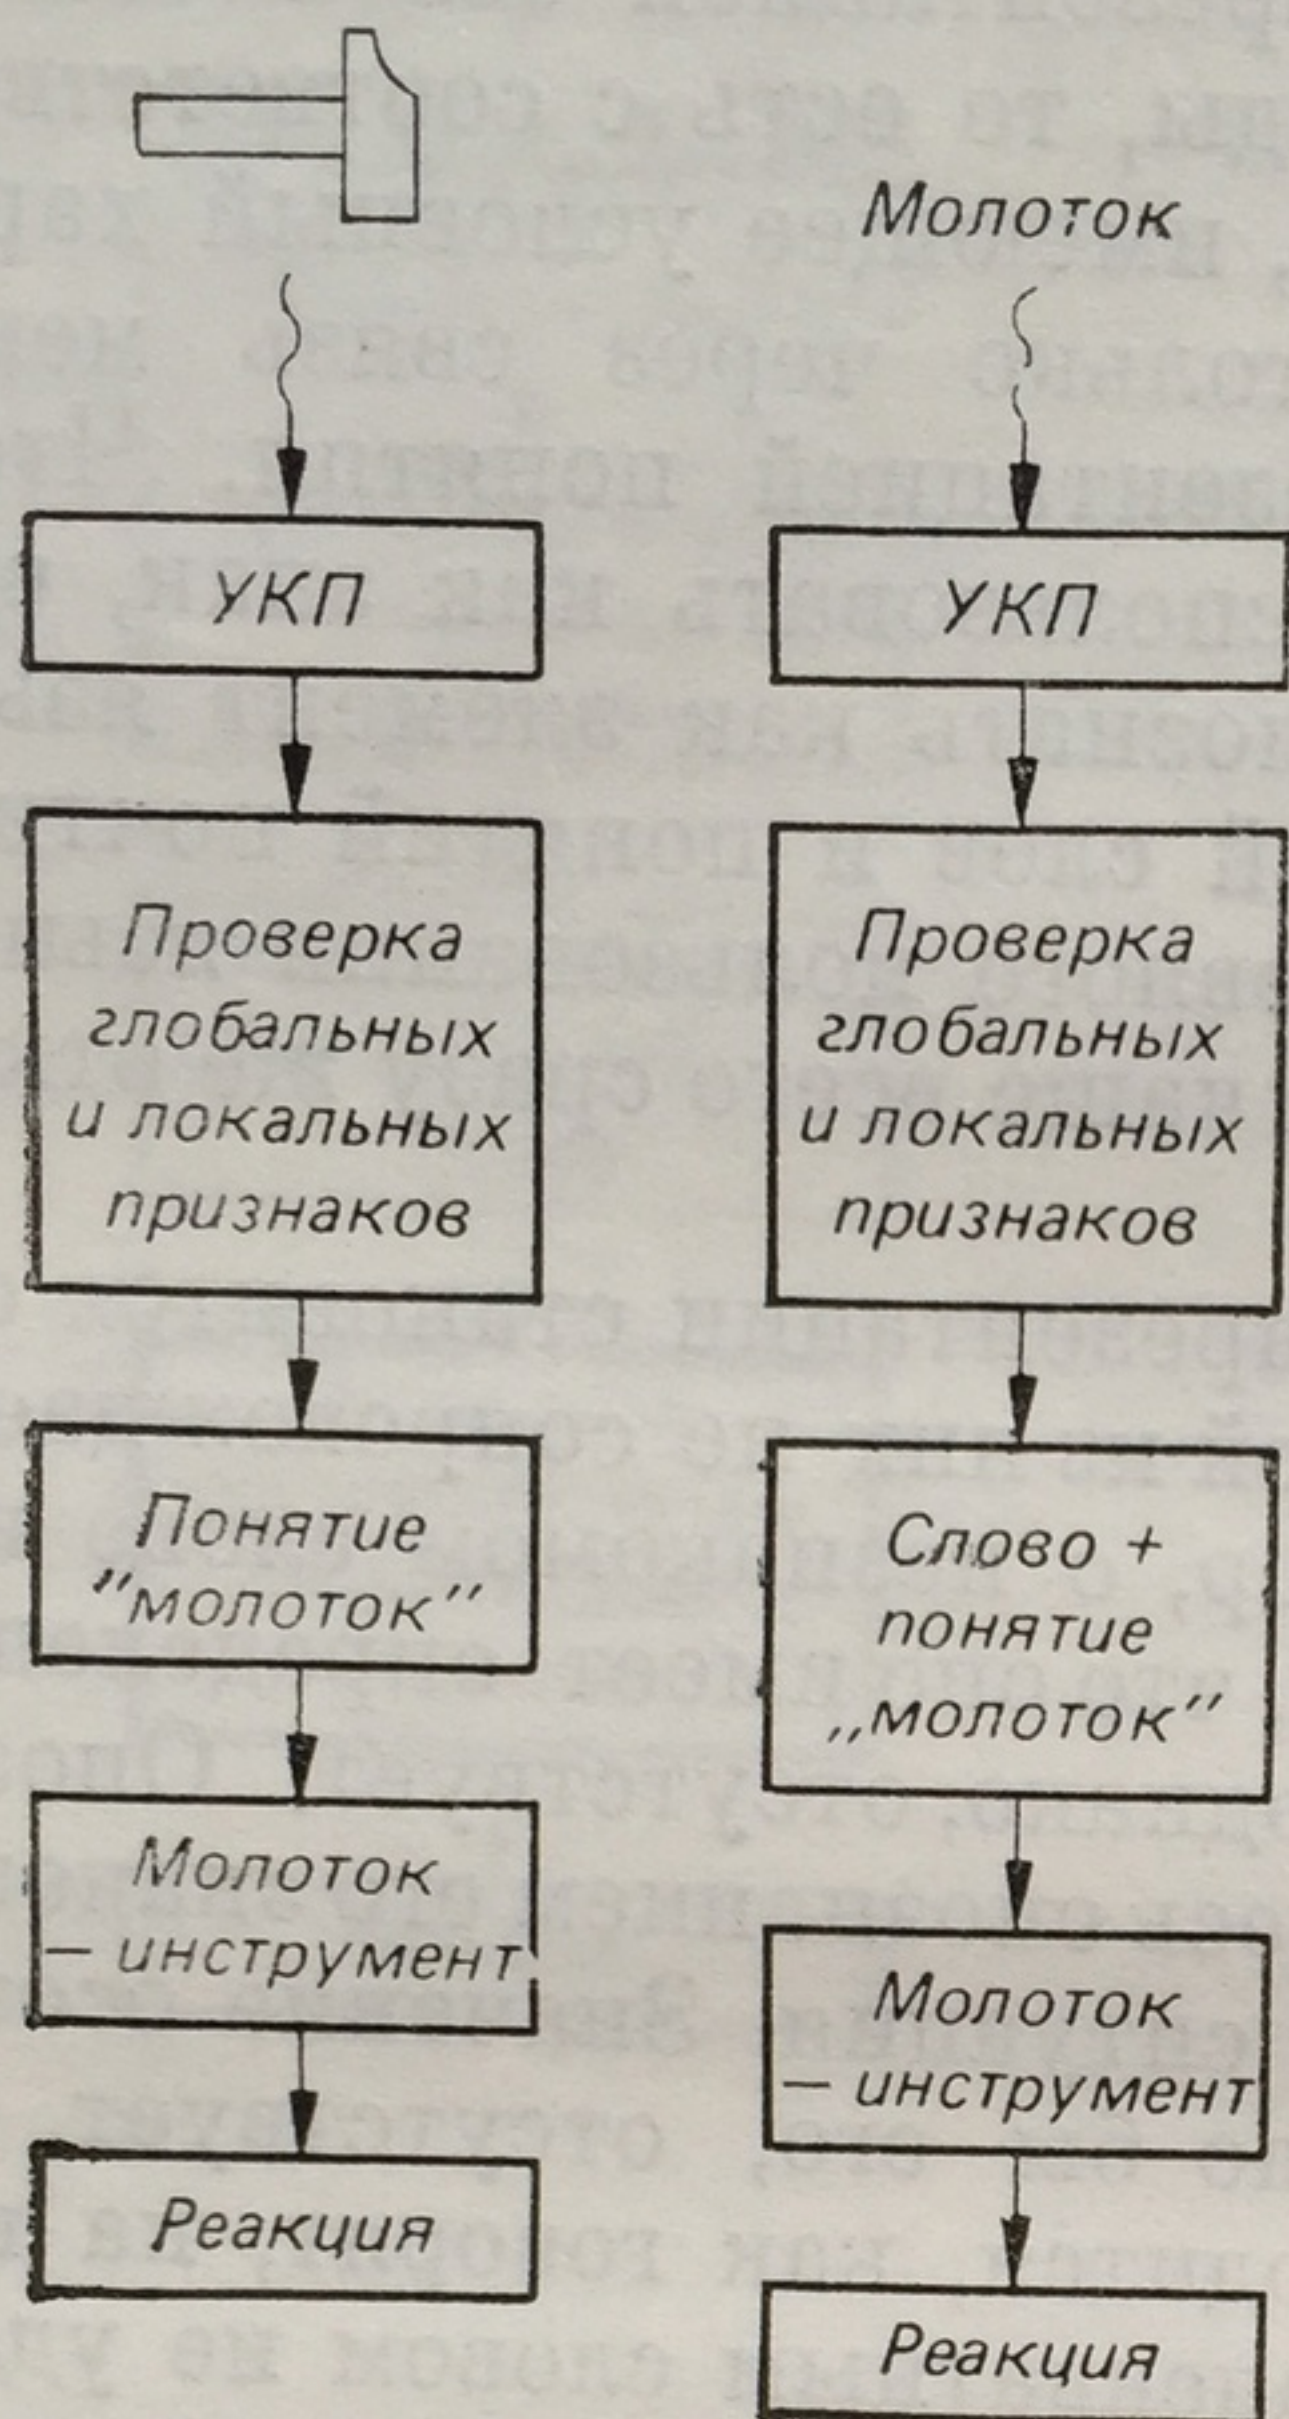 УКП
Проверка
глобальных
и локальных
признаков
Понятие
"молоток"
Молоток
— инструмент
Реакция
Молоток
УКП
Проверка
глобальных
и локальных
признаков
Слово +
понятие
„молоток"
Молоток
— инструмент
Реакция